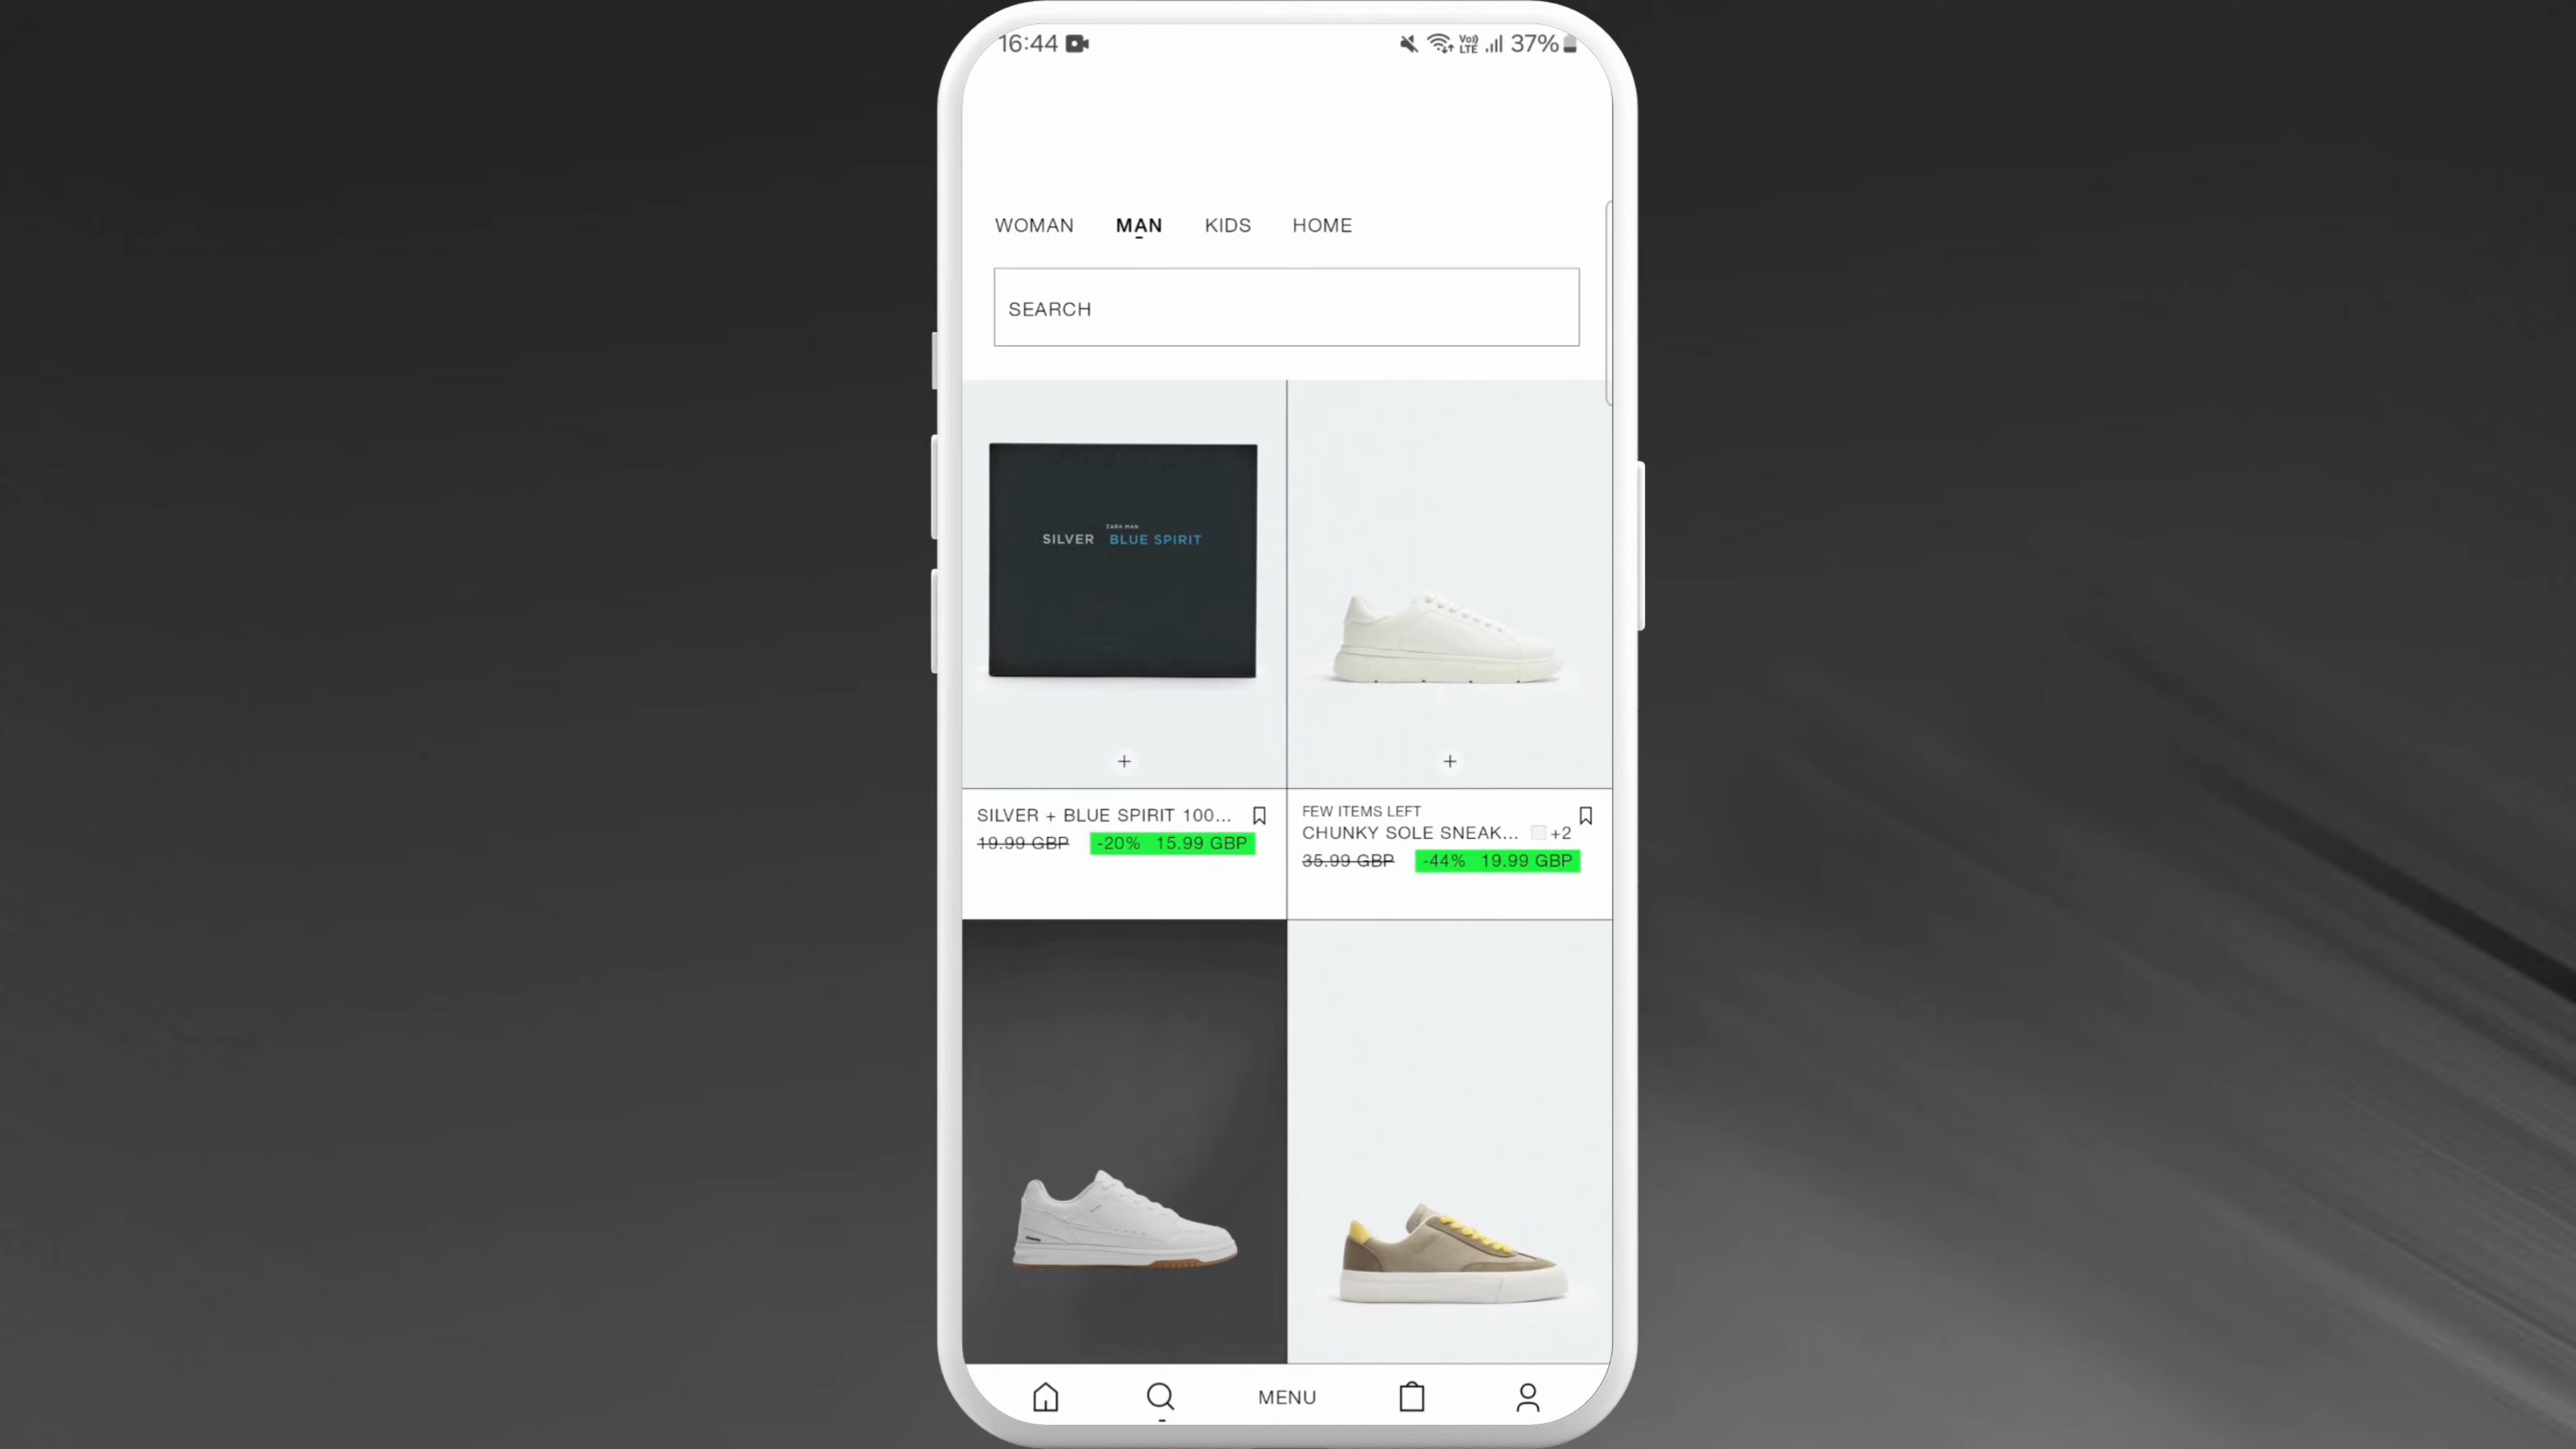 16:44
Vo)) LTE 37%
WOMAN MAN KIDS HOME
SEARCH
ZARA MAN
SILVER BLUE SPIRIT
+
+
SILVER + BLUE SPIRIT 100...
19.99 GBP -20% 15.99 GBP
FEW ITEMS LEFT
CHUNKY SOLE SNEAK... +2
35.99 GBP -44% 19.99 GBP
MENU